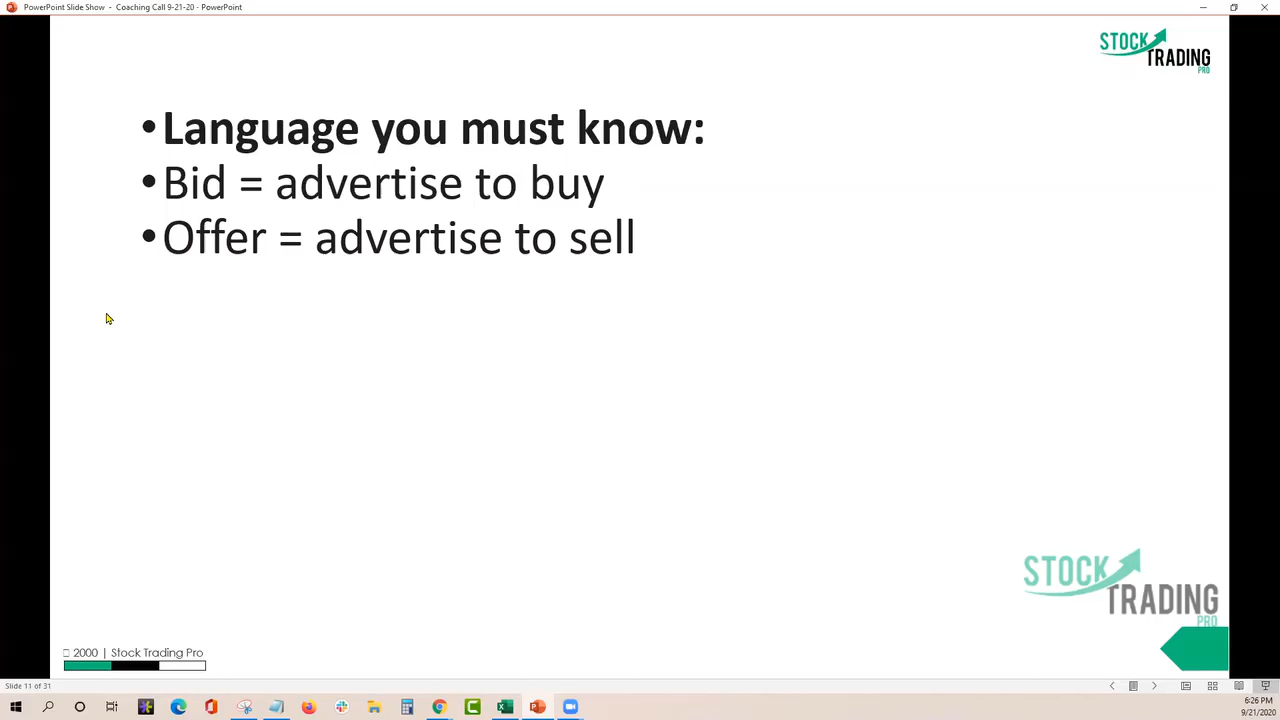 PowerPoint Slide Show - Coaching Call 9-21-20 - PowerPoint
STOCK
TRADING
PRO
•Language you must know:
•Bid = advertise to buy
•Offer = advertise to sell
STOCK
TRADING
PRO
2000 | Stock Trading Pro
Slide 11 of 31
6:26 PM
9/21/2020